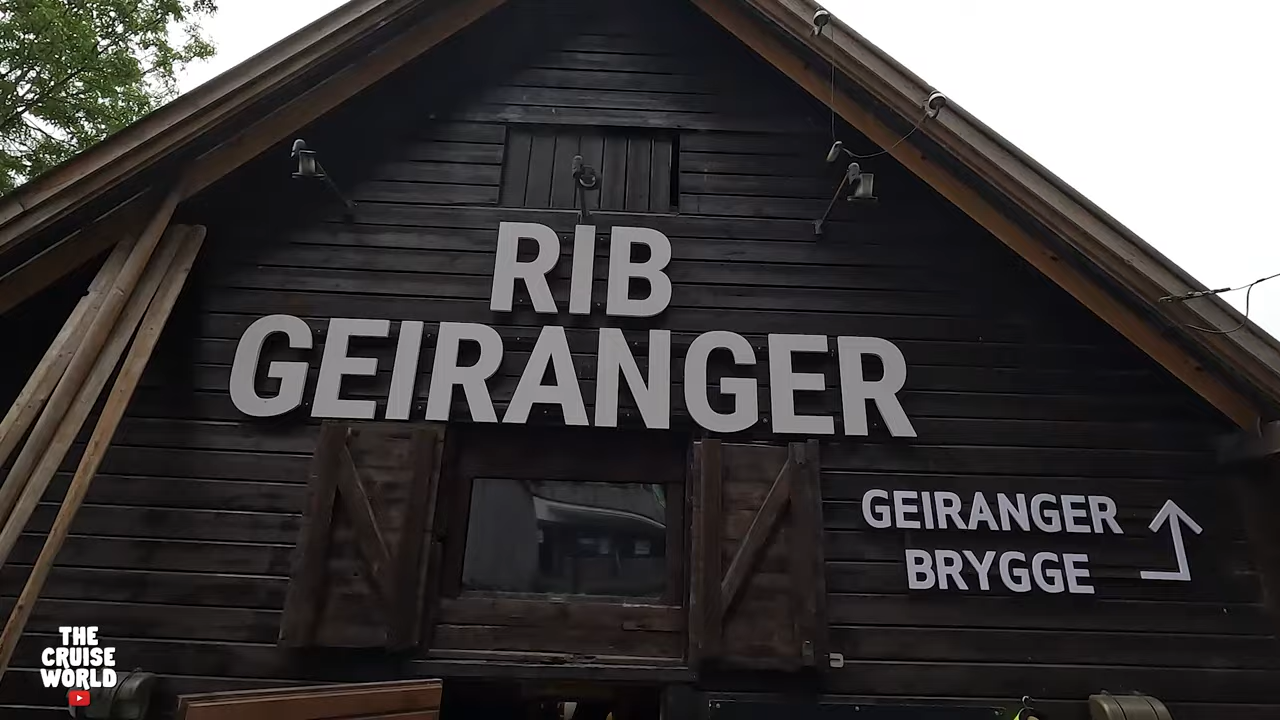 RIB
GEIRANGER
GEIRANGER
BRYGGE
THE
CRUISE
WORLD